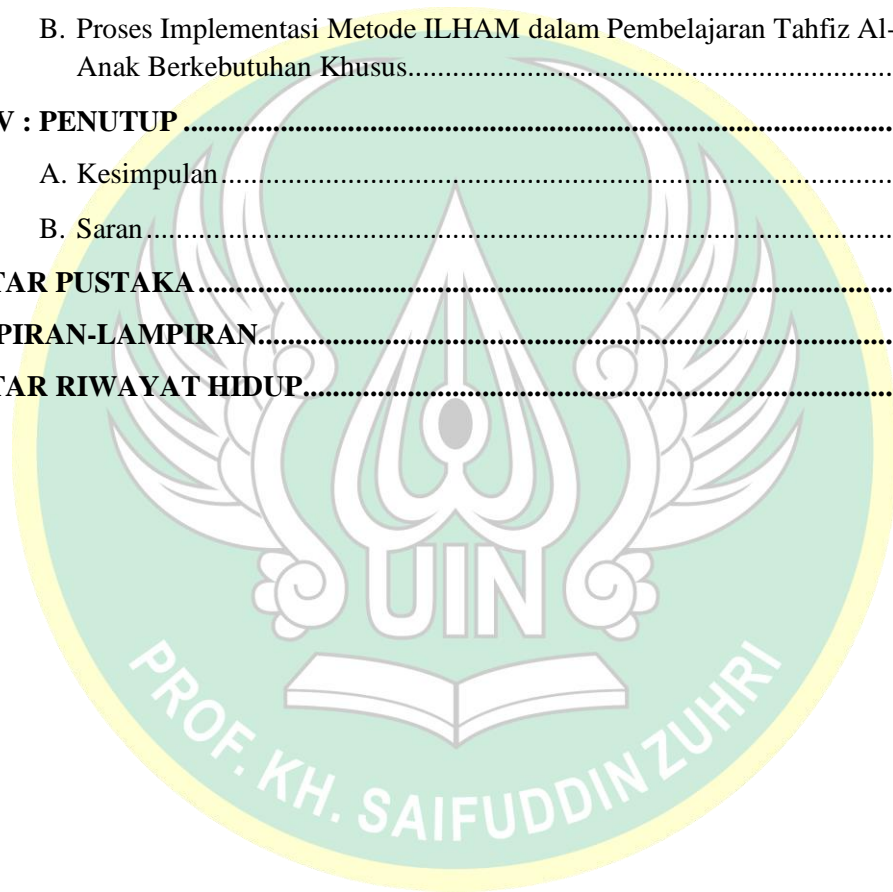 B. Proses Implementasi Metode ILHAM dalam Pembelajaran Tahfiz Al-
Anak Berkebutuhan Khusus.......................................................................
V : PENUTUP .......................................................................................................
A. Kesimpulan.................................................................................................
B. Saran...........................................................................................................
TAR PUSTAKA.....................................................................................................
PIRAN-LAMPIRAN.............................................................................................
TAR RIWAYAT HIDUP......................................................................................
UIN
PROF. KH. SAIFUDDIN ZUHRI